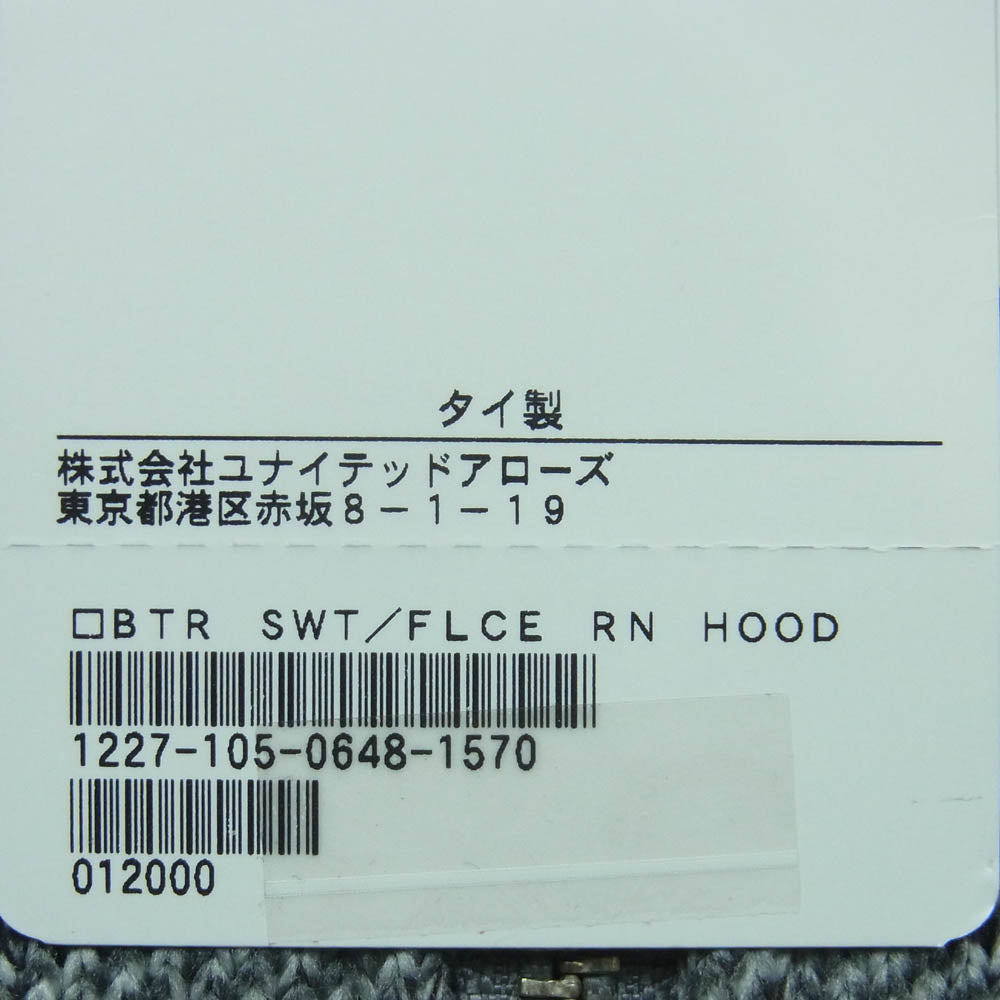 タイ製
株式会社ユナイテッドアローズ
東京都港区赤坂8－1－19
□BTR SWT/FLCE RN HOOD
1227-105-0648-1570
012000